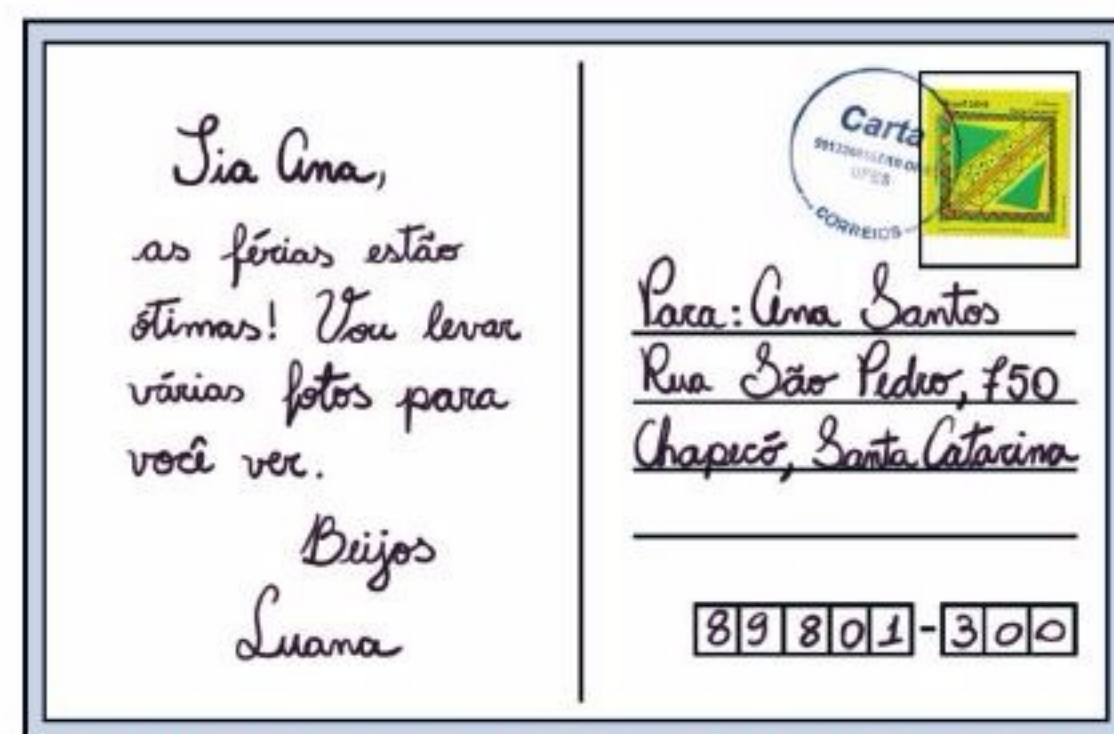 Tia Ana,
as férias estão
ótimas! Vou levar
várias fotos para
você ver.
Beijos
Luana
Carta
CORREIOS
Para: Ana Santos
Rua São Pedro, 750
Chapecó, Santa Catarina
89801-300